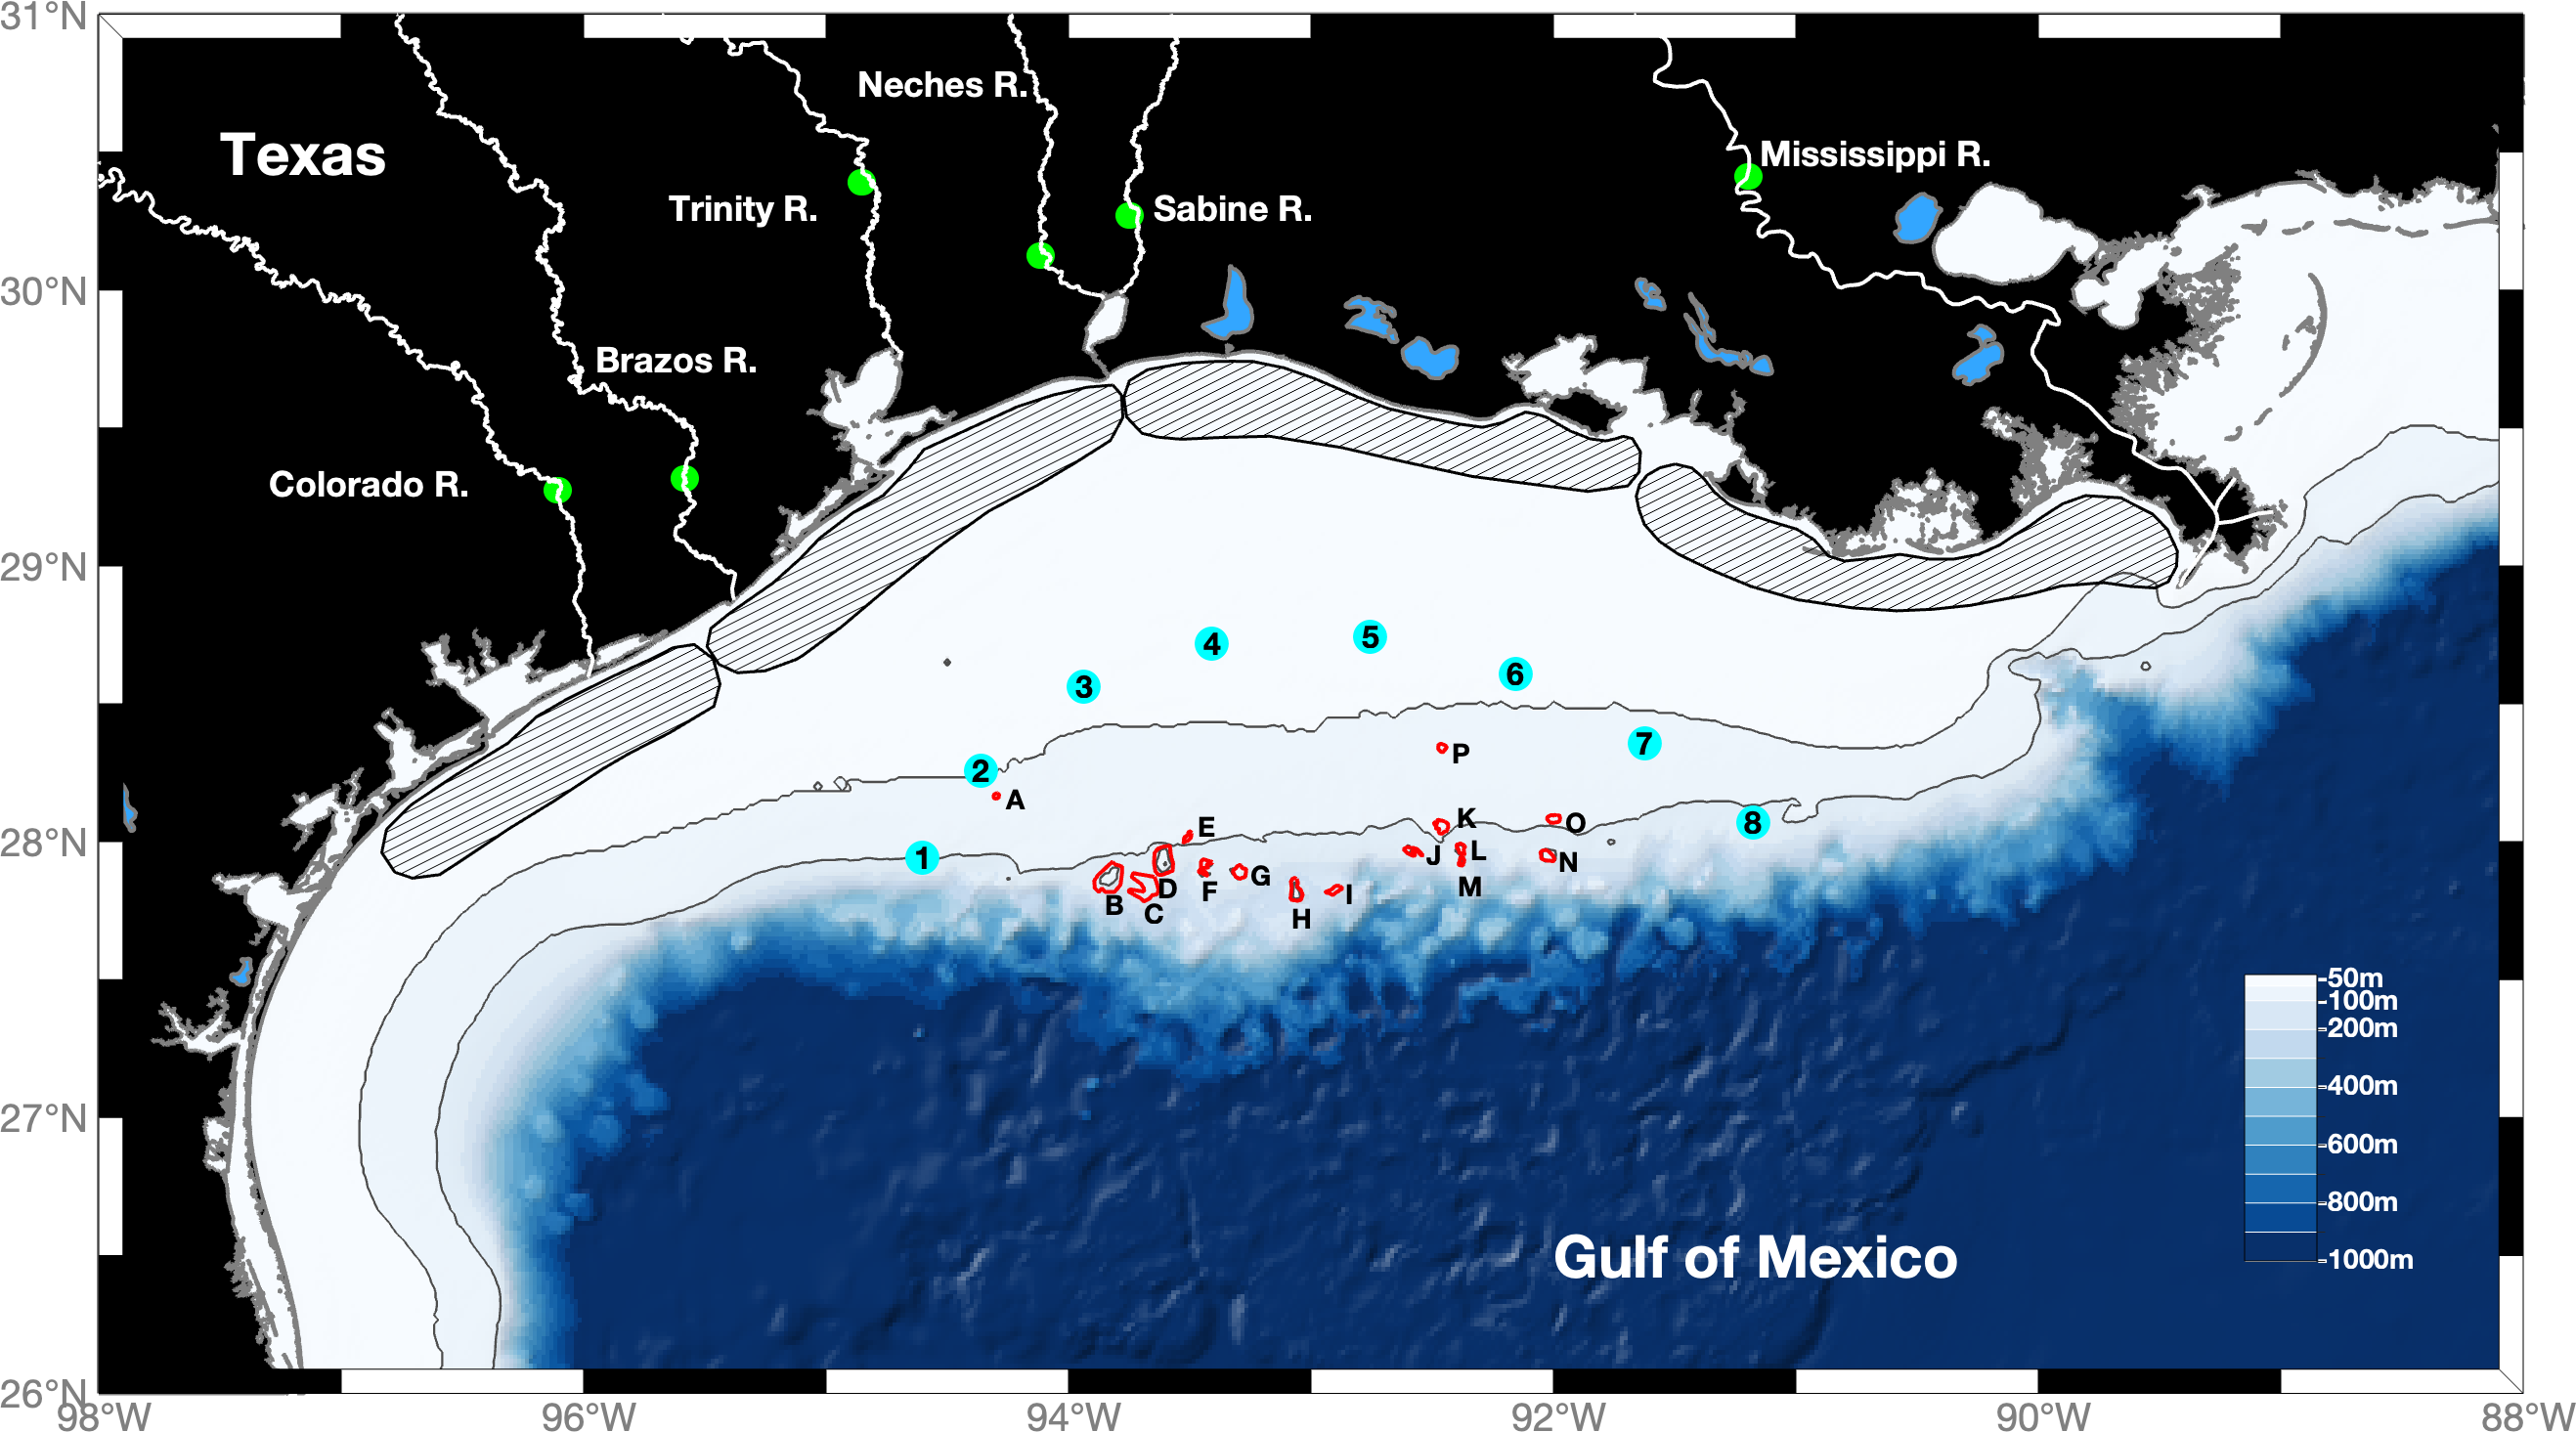 31°N
Neches R.
Texas
Mississippi R.
Trinity R.
Sabine R.
30°N
Brazos R.
Colorado R.
29°N
4
5
6
3
7
P
2
A
8
28°N
E
K
O
1
J
L
N
D
F
G
M
B
C
H
I
-50m
-100m
-200m
-400m
-600m
-800m
-1000m
27°N
Gulf of Mexico
26°N
98°W
96°W
94°W
92°W
90°W
88°W